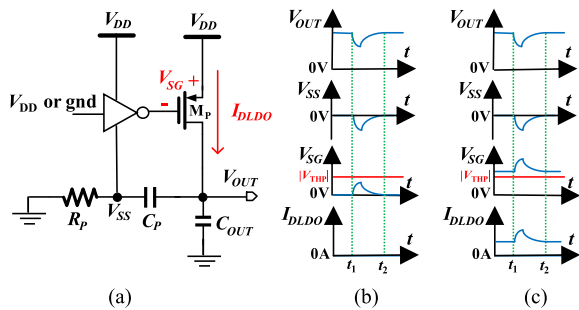 (a)
V_DD
V_DD
V_SG +
-
M_P
I_DLDO
V_DD or gnd
V_OUT
R_P
V_SS
C_P
C_OUT
(b)
V_OUT
0V
t
V_SS
0V
t
V_SG
|V_THP|
0V
t
I_DLDO
0A
t_1
t_2
t
(c)
V_OUT
0V
t
V_SS
0V
t
V_SG
|V_THP|
0V
t
I_DLDO
0A
t_1
t_2
t
(a)
(b)
(c)